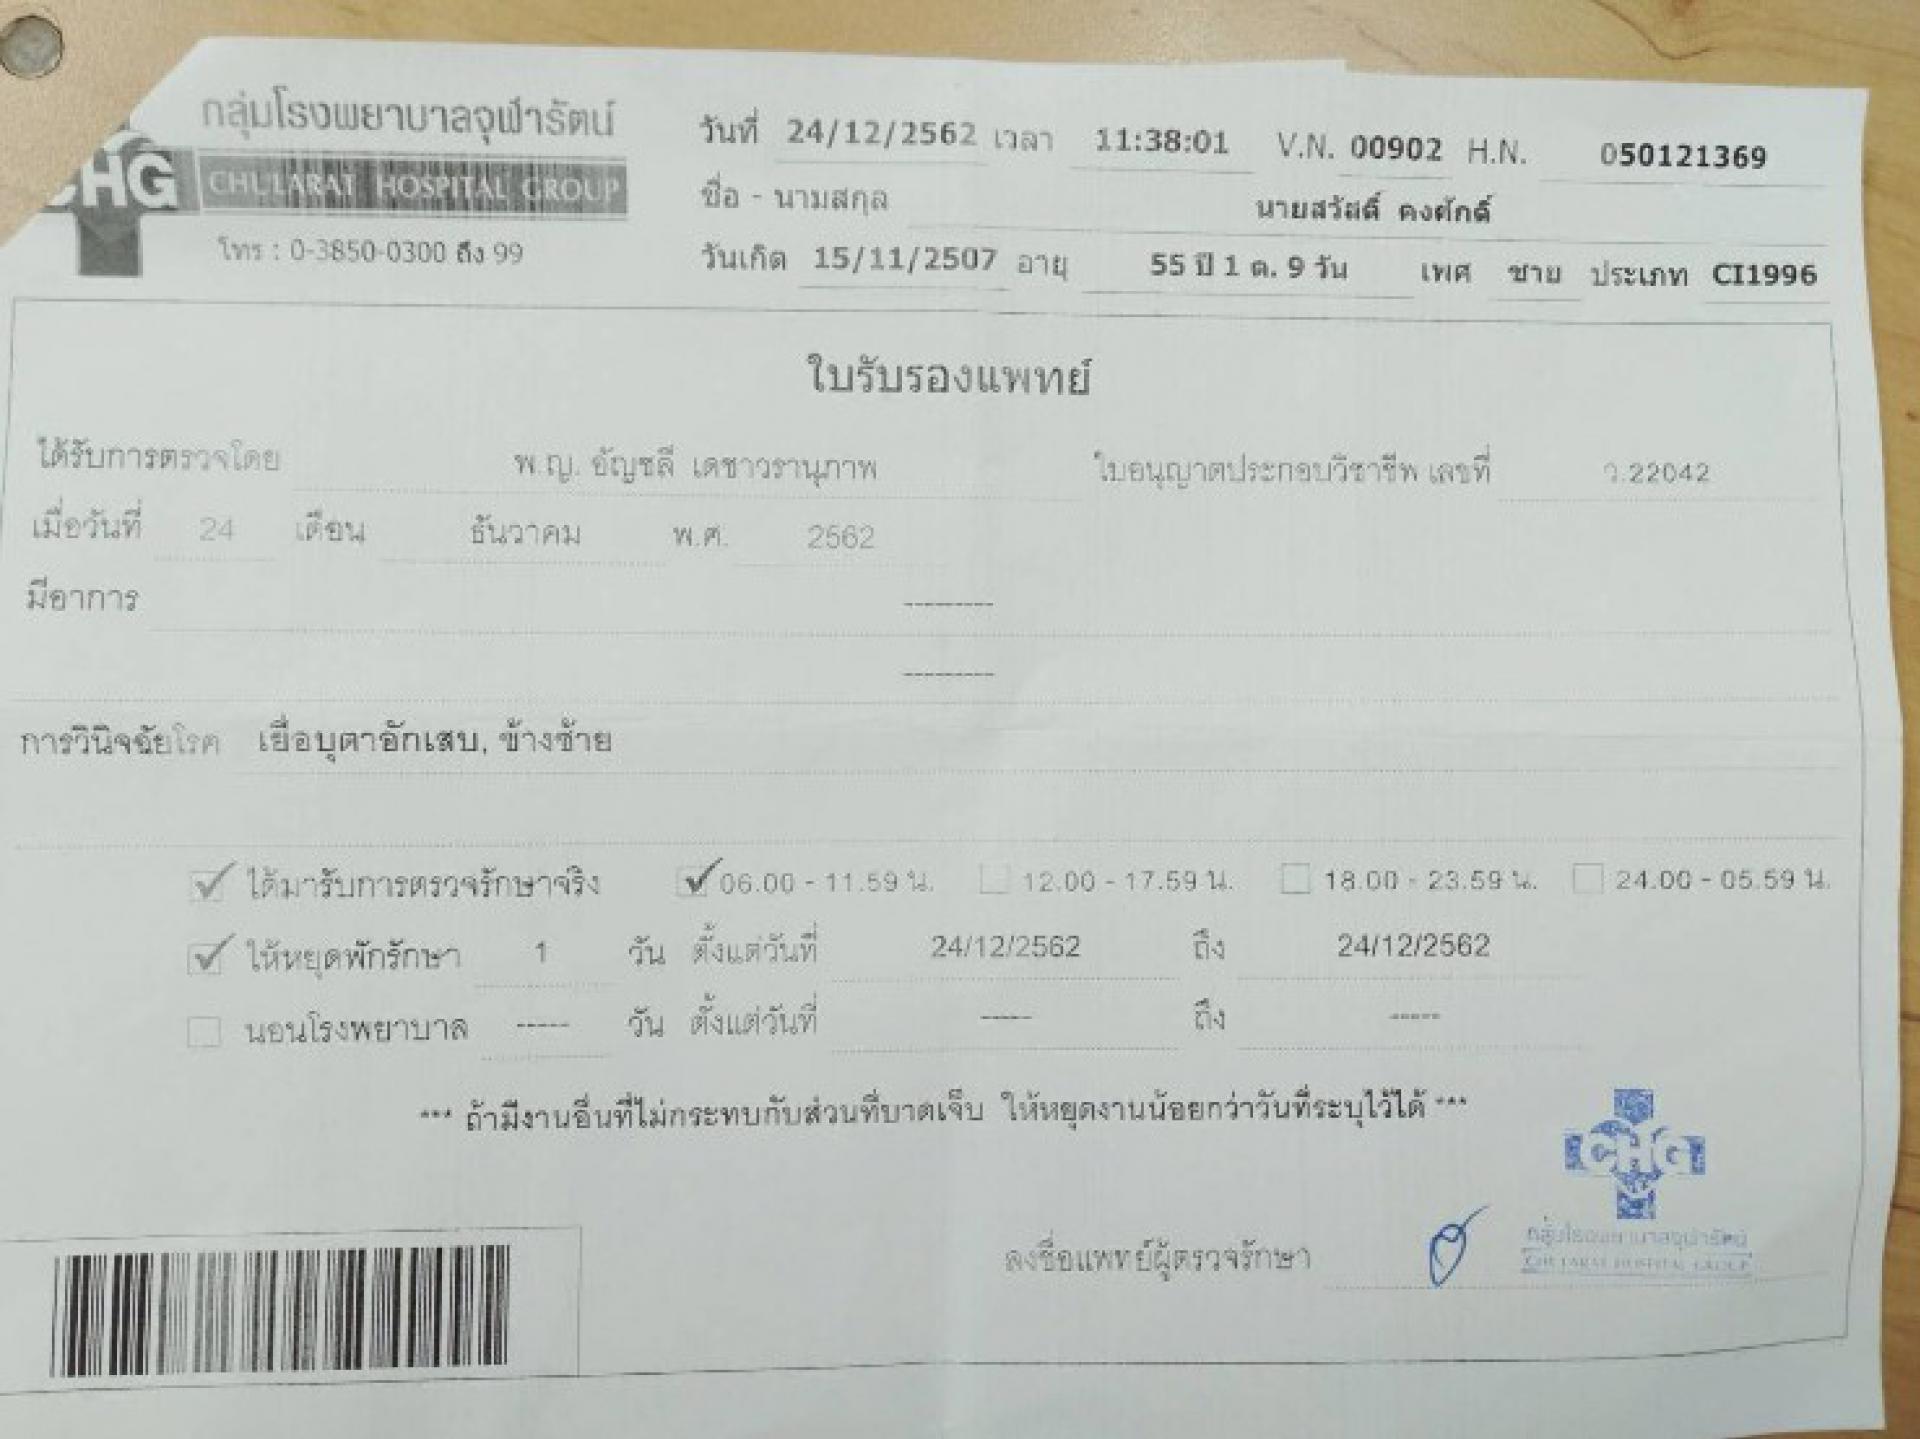 กลุ่มโรงพยาบาลจุฬารัตน์
CHG CHULARAT HOSPITAL GROUP
โทร : 0-3850-0300 ถึง 99
วันที่ 24/12/2562 เวลา 11:38:01 V.N. 00902 H.N. 050121369
ชื่อ - นามสกุล นายสวัสดิ์ คงศักดิ์
วันเกิด 15/11/2507 อายุ 55 ปี 1 ด. 9 วัน เพศ ชาย ประเภท CI1996
ใบรับรองแพทย์
ได้รับการตรวจโดย พ.ญ. อัญชลี เดชาวรานุภาพ ใบอนุญาตประกอบวิชาชีพ เลขที่ ว.22042
เมื่อวันที่ 24 เดือน ธันวาคม พ.ศ. 2562
มีอาการ ---------
---------
การวินิจฉัยโรค เยื่อบุตาอักเสบ, ข้างซ้าย
ได้มารับการตรวจรักษาจริง 06.00 - 11.59 น. 12.00 - 17.59 น. 18.00 - 23.59 น. 24.00 - 05.59 น.
ให้หยุดพักรักษา 1 วัน ตั้งแต่วันที่ 24/12/2562 ถึง 24/12/2562
นอนโรงพยาบาล ----- วัน ตั้งแต่วันที่ ----- ถึง -----
*** ถ้ามีงานอื่นที่ไม่กระทบกับส่วนที่บาดเจ็บ ให้หยุดงานน้อยกว่าวันที่ระบุไว้ได้ ***
CHG
ลงชื่อแพทย์ผู้ตรวจรักษา
กลุ่มโรงพยาบาลจุฬารัตน์
CHULARAT HOSPITAL GROUP